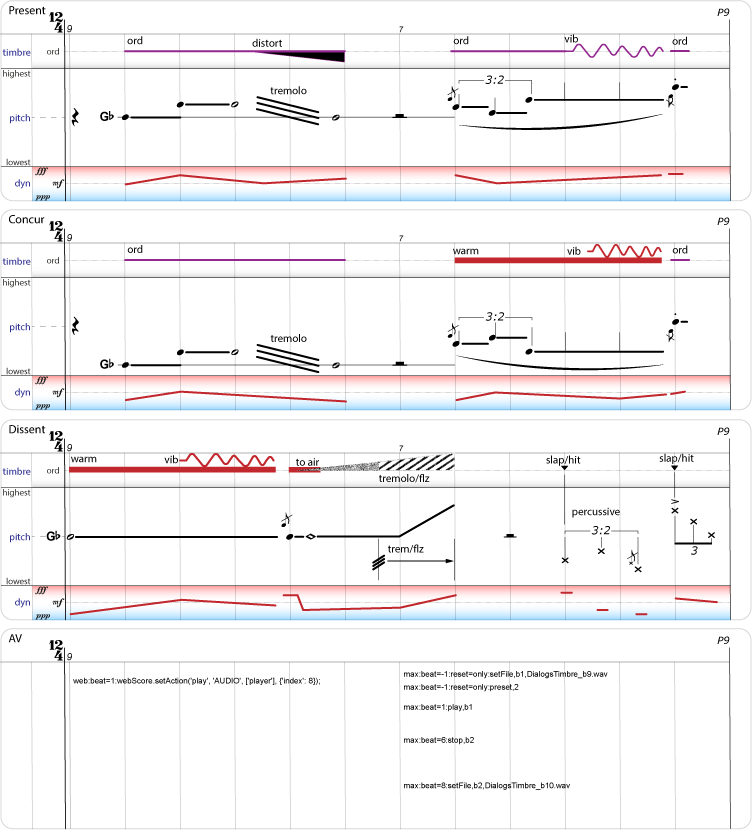 Present P9
12
4
9 7
ord distort ord vib ord
timbre ord
highest
3:2
tremolo
pitch G♭
lowest
fff
dyn mf
ppp
Concur P9
12
4
9 7
ord warm vib ord
timbre ord
highest
3:2
pitch
tremolo
G♭
lowest
fff
dyn mf
ppp
Dissent P9
12
4
9 7
warm vib to air slap/hit slap/hit
timbre ord
tremolo/flz
highest
percussive
3:2
pitch G♭
trem/flz 3
lowest
fff
dyn mf
ppp
AV P9
12
4
9
max:beat=-1:reset=only:setFile,b1,DialogsTimbre_b9.wav
web:beat=1:webScore.setAction('play', 'AUDIO', ['player'], {'index': 8});
max:beat=-1:reset=only:preset,2
max:beat=1:play,b1
max:beat=6:stop,b2
max:beat=8:setFile,b2,DialogsTimbre_b10.wav